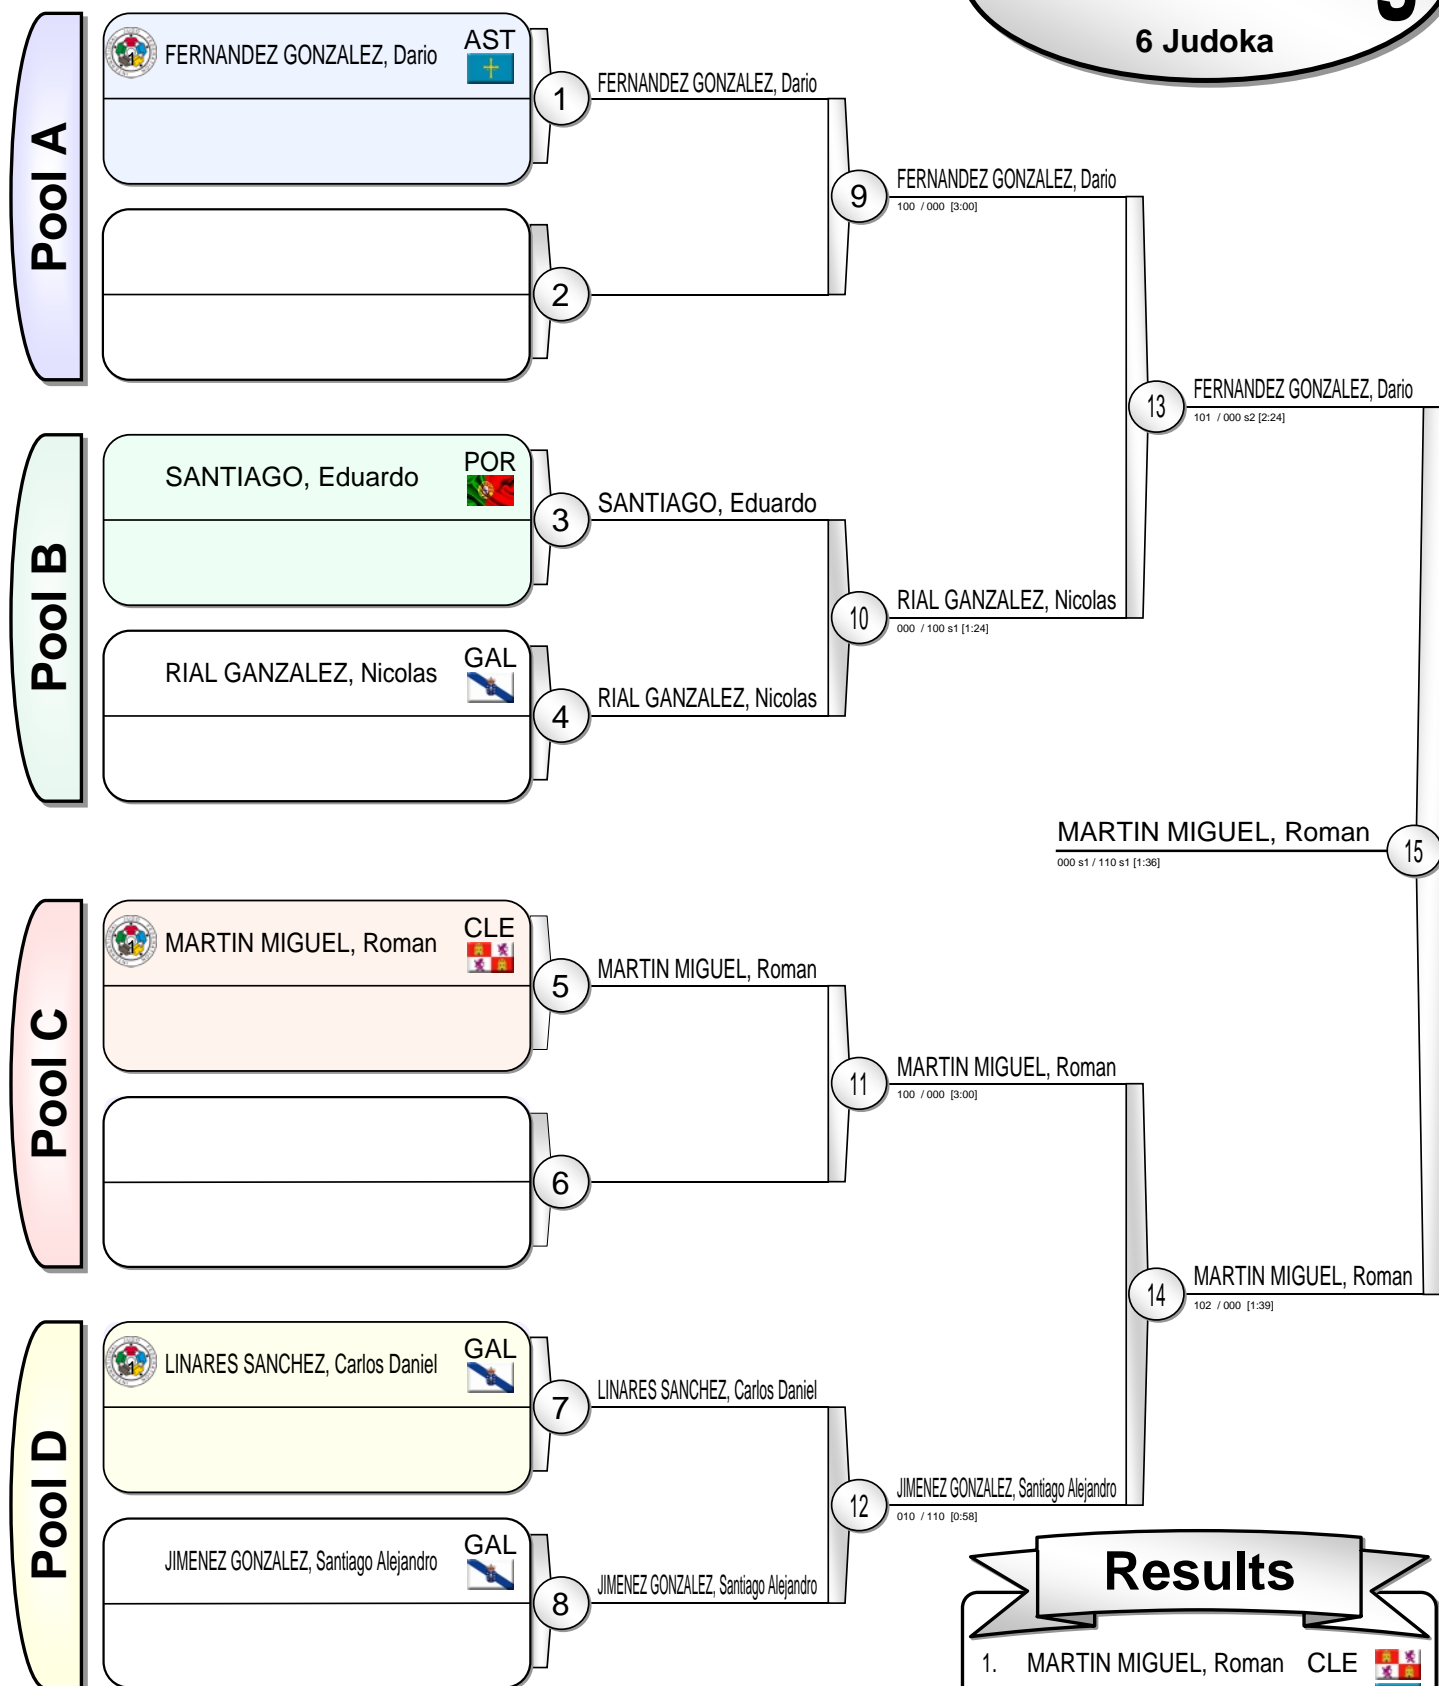 6 Judoka
Pool A
FERNANDEZ GONZALEZ, Dario AST
1
FERNANDEZ GONZALEZ, Dario
2
9
FERNANDEZ GONZALEZ, Dario
100 / 000 [3:00]
13
FERNANDEZ GONZALEZ, Dario
101 / 000 s2 [2:24]
Pool B
SANTIAGO, Eduardo POR
3
SANTIAGO, Eduardo
RIAL GANZALEZ, Nicolas GAL
4
RIAL GANZALEZ, Nicolas
10
RIAL GANZALEZ, Nicolas
000 / 100 s1 [1:24]
MARTIN MIGUEL, Roman
000 s1 / 110 s1 [1:36]
15
Pool C
MARTIN MIGUEL, Roman CLE
5
MARTIN MIGUEL, Roman
6
11
MARTIN MIGUEL, Roman
100 / 000 [3:00]
14
MARTIN MIGUEL, Roman
102 / 000 [1:39]
Pool D
LINARES SANCHEZ, Carlos Daniel GAL
7
LINARES SANCHEZ, Carlos Daniel
JIMENEZ GONZALEZ, Santiago Alejandro GAL
8
JIMENEZ GONZALEZ, Santiago Alejandro
12
JIMENEZ GONZALEZ, Santiago Alejandro
010 / 110 [0:58]
Results
1. MARTIN MIGUEL, Roman CLE